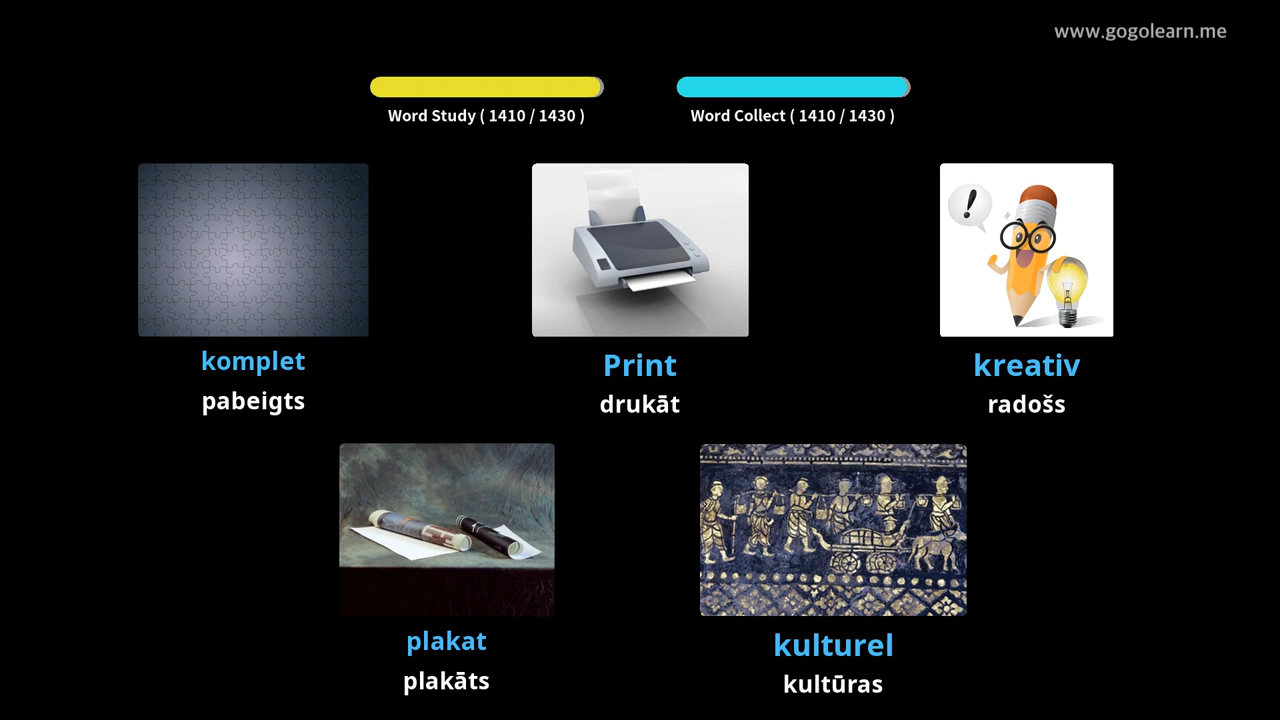 www.gogolearn.me
Word Study ( 1410 / 1430 )
Word Collect ( 1410 / 1430 )
komplet
pabeigts
Print
drukāt
kreativ
radošs
plakat
plakāts
kulturel
kultūras